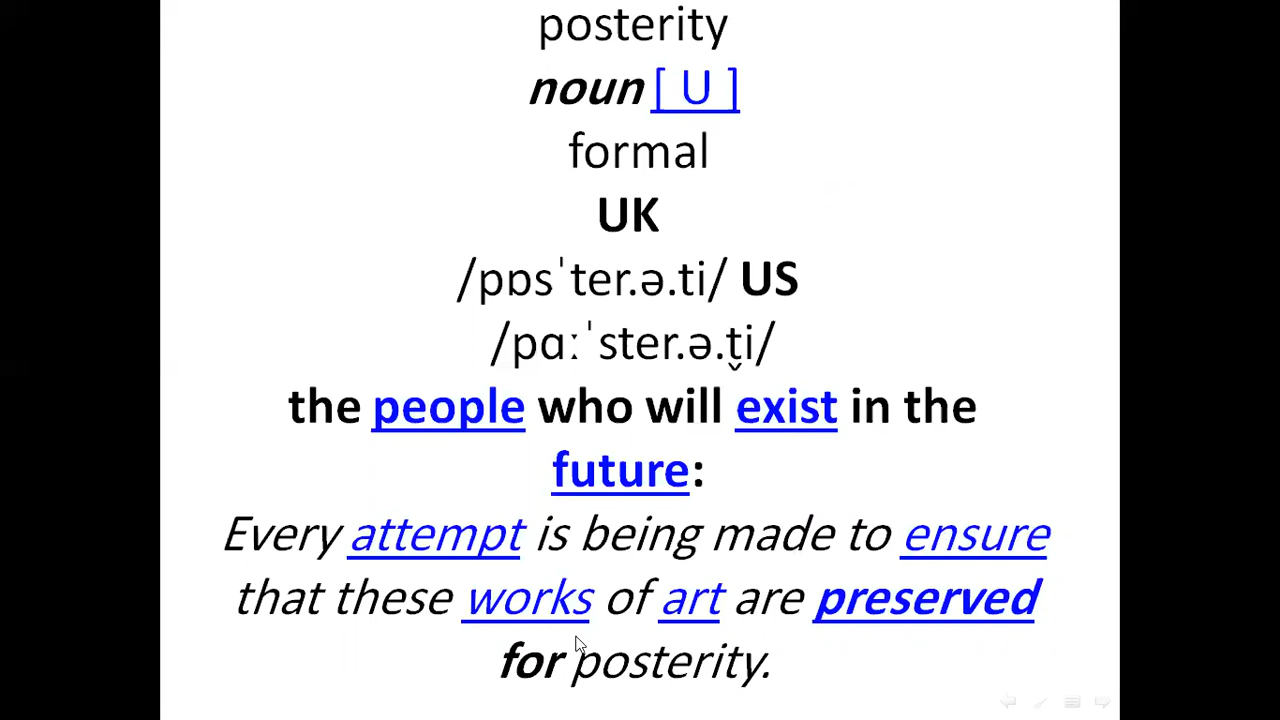 posterity
noun [ U ]
formal
UK
/pɒsˈter.ə.ti/ US
/pɑːˈster.ə.t̬i/
the people who will exist in the
future:
Every attempt is being made to ensure
that these works of art are preserved
for posterity.